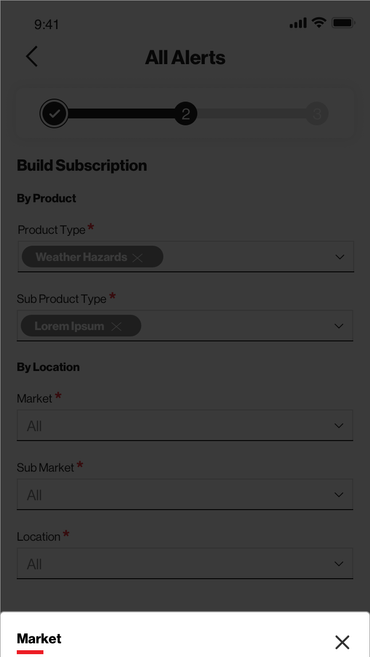 9:41
All Alerts
2
3
Build Subscription
By Product
Product Type *
Weather Hazards
Sub Product Type *
Lorem Ipsum
By Location
Market *
All
Sub Market *
All
Location *
All
Market